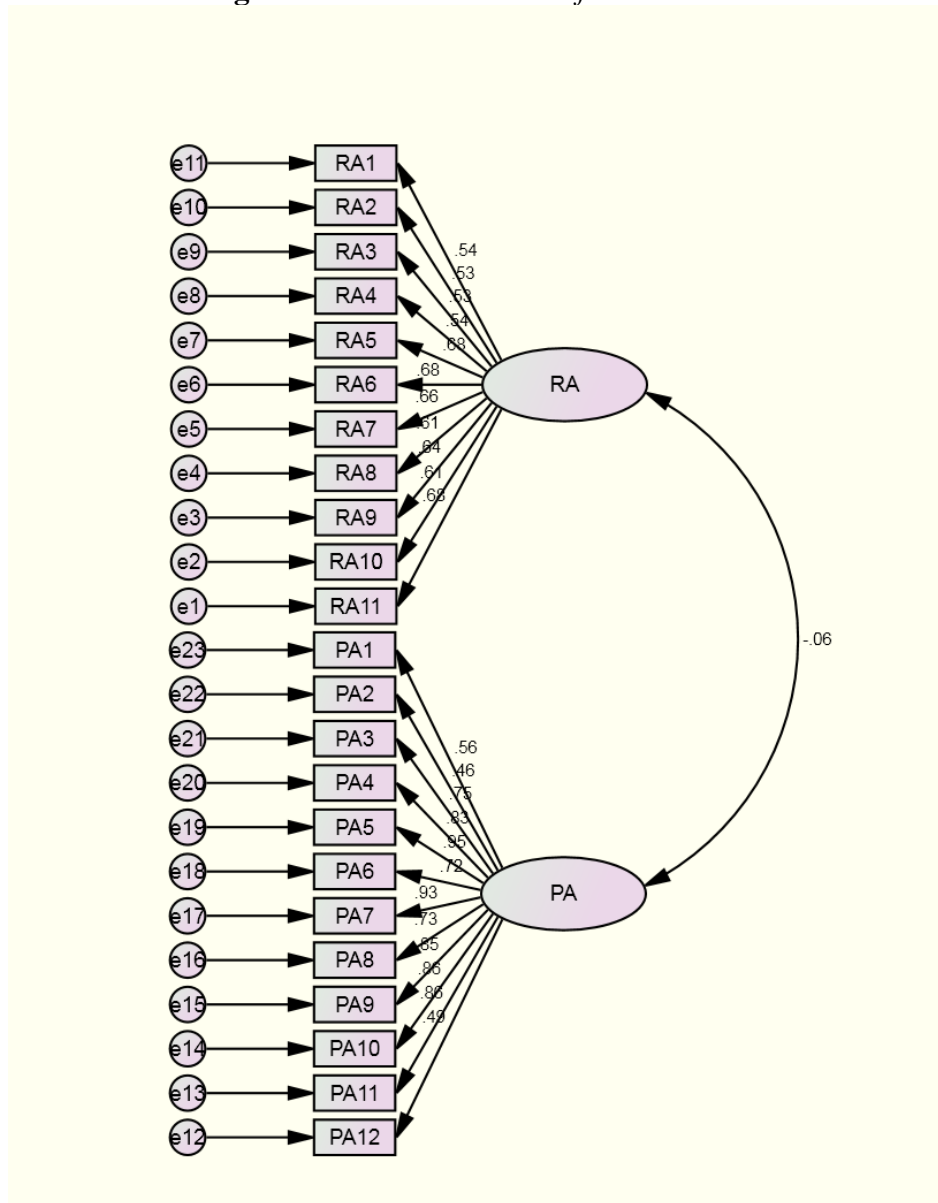 e11 RA1
e10 RA2
e9 RA3
.54
e8 RA4
.53
.53
.54
e7 RA5
.68
RA
e6 RA6
.68
.66
e5 RA7
.61
.64
e4 RA8
.61
.68
e3 RA9
e2 RA10
e1 RA11
-.06
e23 PA1
e22 PA2
e21 PA3
.56
.46
e20 PA4
.75
.83
e19 PA5
.95
.72
e18 PA6
.93
PA
e17 PA7
.73
.85
e16 PA8
.86
.86
e15 PA9
.49
e14 PA10
e13 PA11
e12 PA12